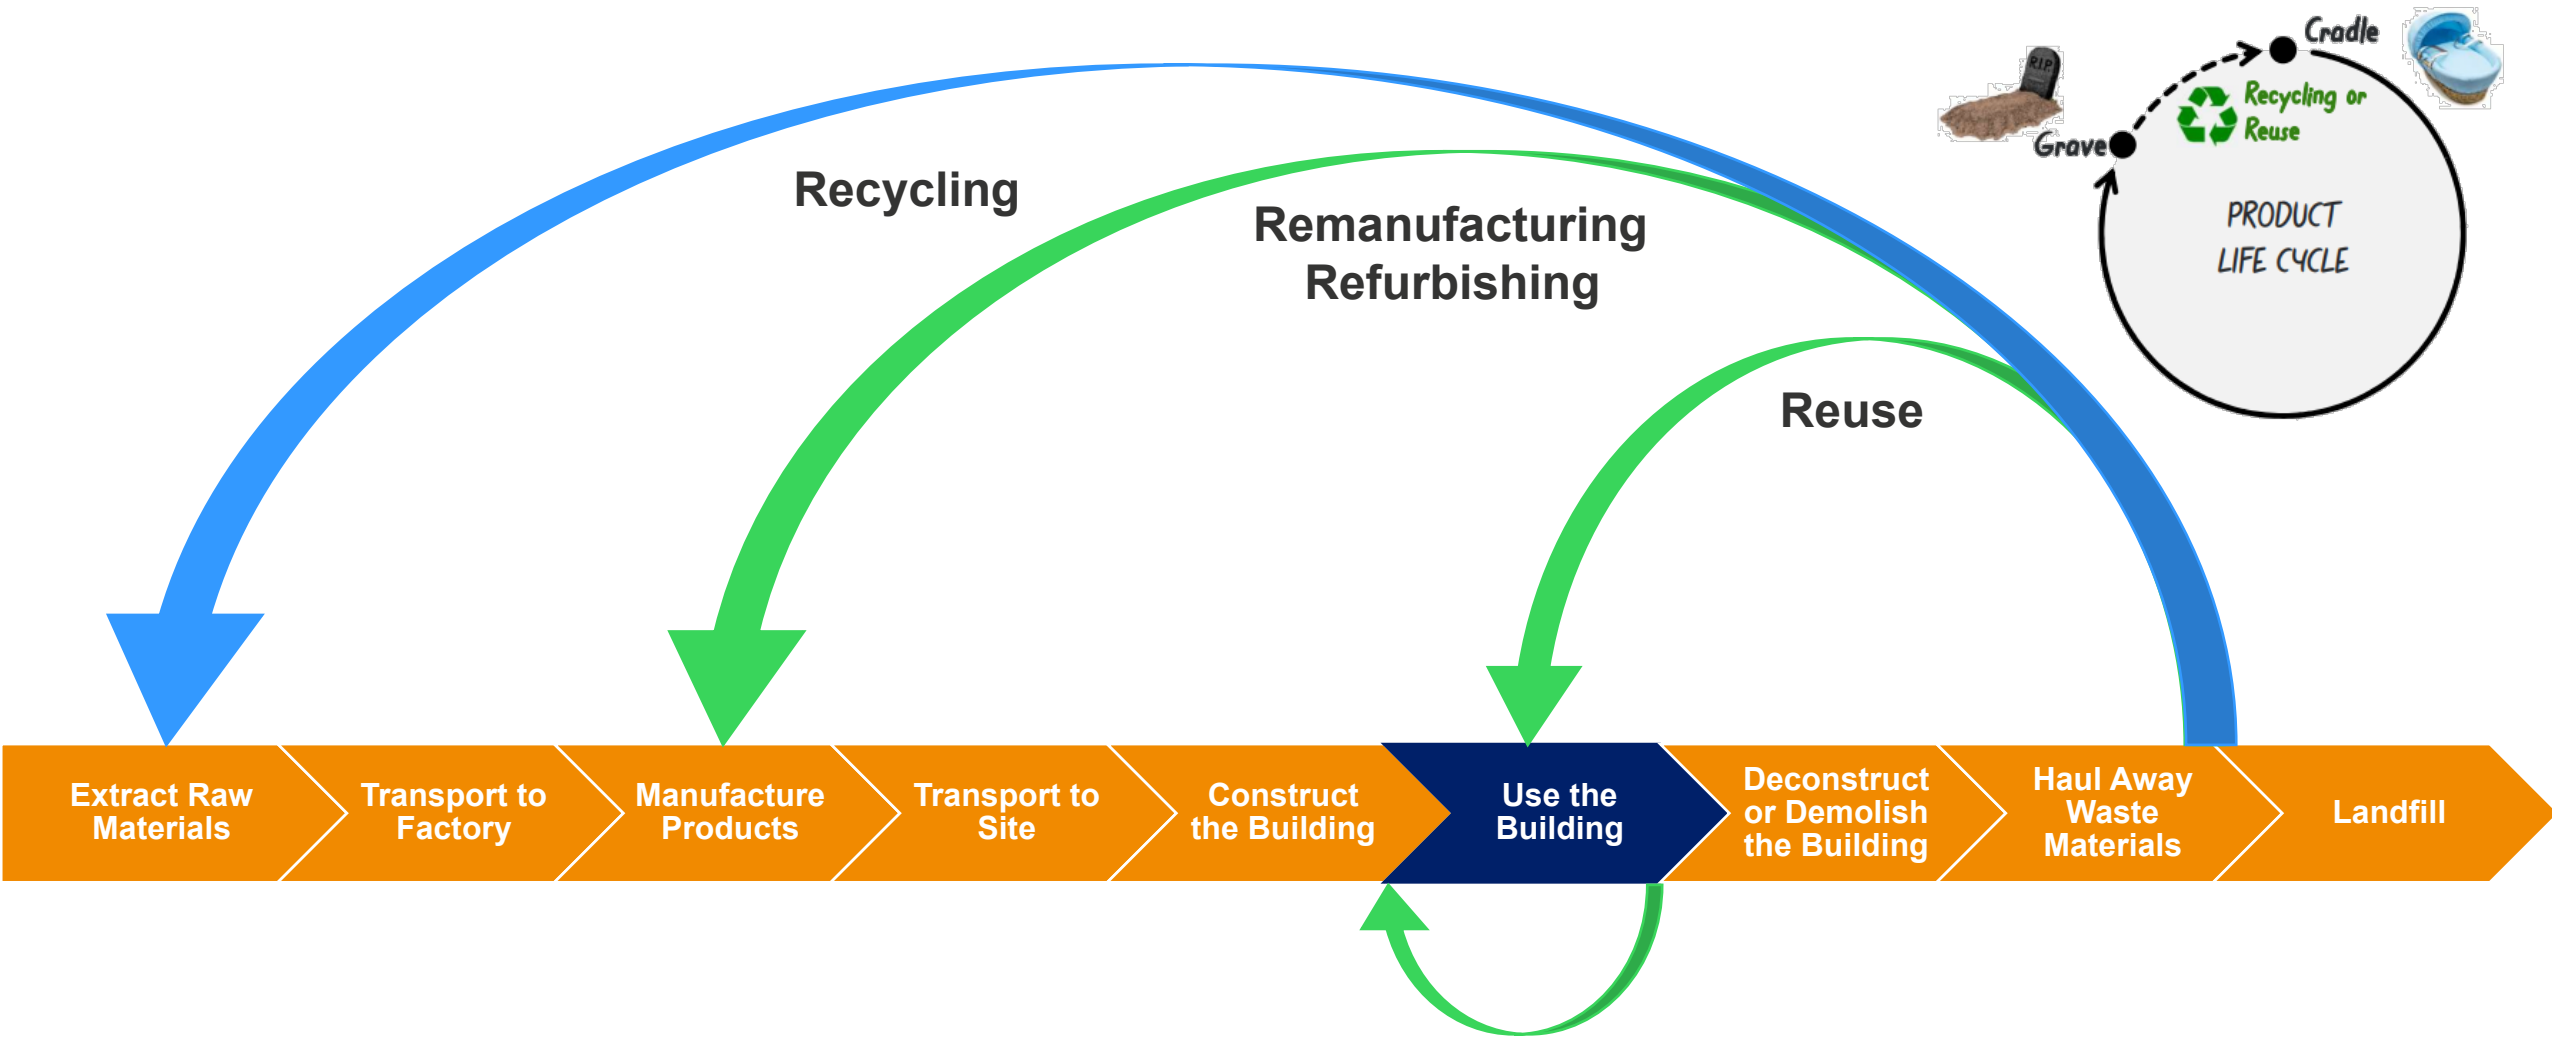 Cradle
R.I.P.
Recycling or
Reuse
Grave
PRODUCT
LIFE CYCLE
Recycling
Remanufacturing
Refurbishing
Reuse
Extract Raw
Materials
Transport to
Factory
Manufacture
Products
Transport to
Site
Construct
the Building
Use the
Building
Deconstruct
or Demolish
the Building
Haul Away
Waste
Materials
Landfill